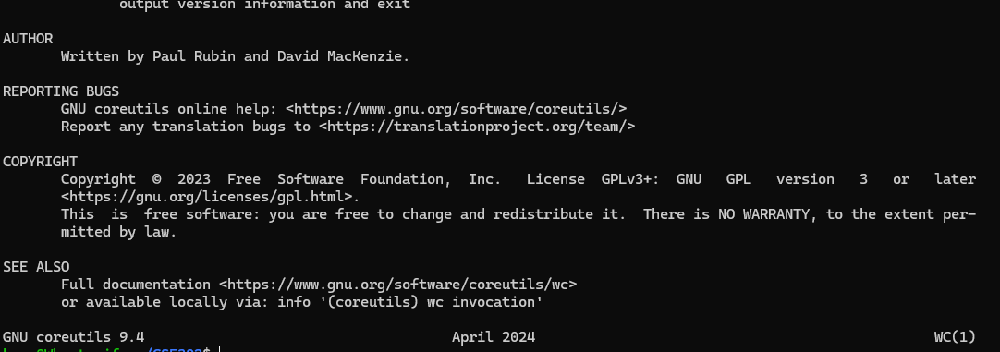 output version information and exit
AUTHOR
Written by Paul Rubin and David MacKenzie.
REPORTING BUGS
GNU coreutils online help: <https://www.gnu.org/software/coreutils/>
Report any translation bugs to <https://translationproject.org/team/>
COPYRIGHT
Copyright © 2023 Free Software Foundation, Inc. License GPLv3+: GNU GPL version 3 or later
<https://gnu.org/licenses/gpl.html>.
This is free software: you are free to change and redistribute it. There is NO WARRANTY, to the extent per-
mitted by law.
SEE ALSO
Full documentation <https://www.gnu.org/software/coreutils/wc>
or available locally via: info '(coreutils) wc invocation'
GNU coreutils 9.4 April 2024 WC(1)